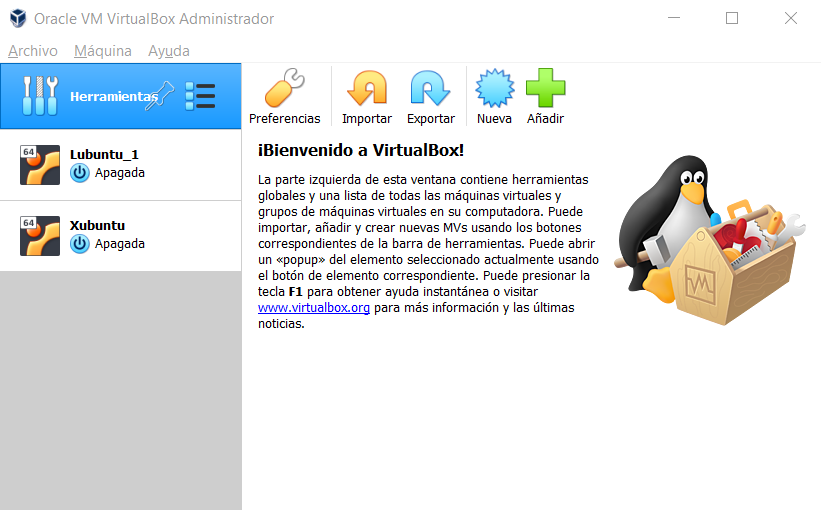 Oracle VM VirtualBox Administrador
Archivo Máquina Ayuda
Herramientas
Preferencias Importar Exportar Nueva Añadir
64
Lubuntu_1
Apagada
64
Xubuntu
Apagada
¡Bienvenido a VirtualBox!
La parte izquierda de esta ventana contiene herramientas
globales y una lista de todas las máquinas virtuales y
grupos de máquinas virtuales en su computadora. Puede
importar, añadir y crear nuevas MVs usando los botones
correspondientes de la barra de herramientas. Puede abrir
un «popup» del elemento seleccionado actualmente usando
el botón de elemento correspondiente. Puede presionar la
tecla F1 para obtener ayuda instantánea o visitar
www.virtualbox.org para más información y las últimas
noticias.